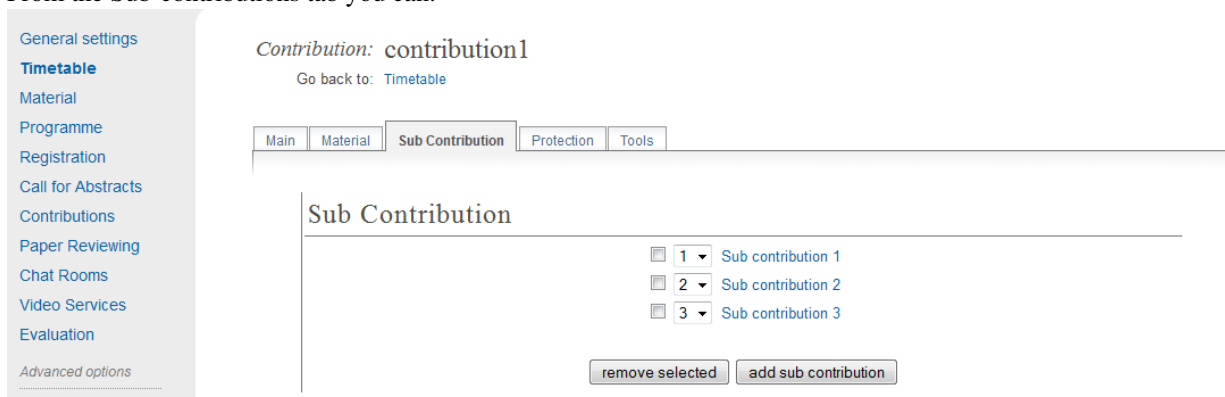 From the Sub-contributions tab you can:
General settings
Timetable
Material
Programme
Registration
Call for Abstracts
Contributions
Paper Reviewing
Chat Rooms
Video Services
Evaluation
Advanced options
Contribution: contribution1
Go back to: Timetable
Main Material Sub Contribution Protection Tools
Sub Contribution
1 Sub contribution 1
2 Sub contribution 2
3 Sub contribution 3
remove selected add sub contribution